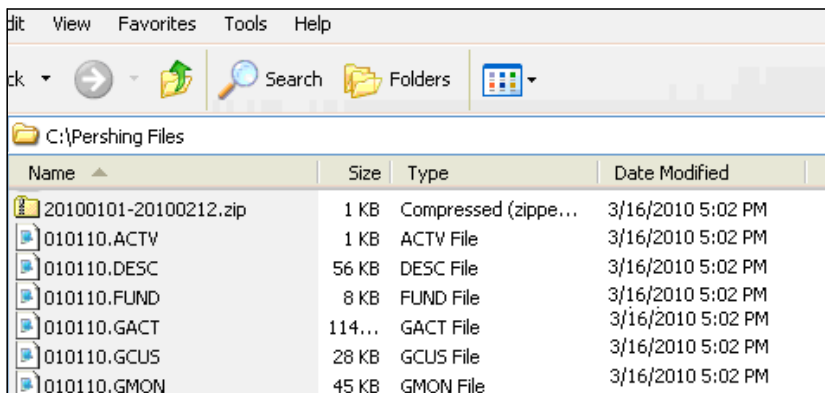 dit View Favorites Tools Help
ck Search Folders
C:\Pershing Files
Name Size Type Date Modified
20100101-20100212.zip 1 KB Compressed (zippe... 3/16/2010 5:02 PM
010110.ACTV 1 KB ACTV File 3/16/2010 5:02 PM
010110.DESC 56 KB DESC File 3/16/2010 5:02 PM
010110.FUND 8 KB FUND File 3/16/2010 5:02 PM
010110.GACT 114... GACT File 3/16/2010 5:02 PM
010110.GCUS 28 KB GCUS File 3/16/2010 5:02 PM
010110.GMON 45 KB GMON File 3/16/2010 5:02 PM